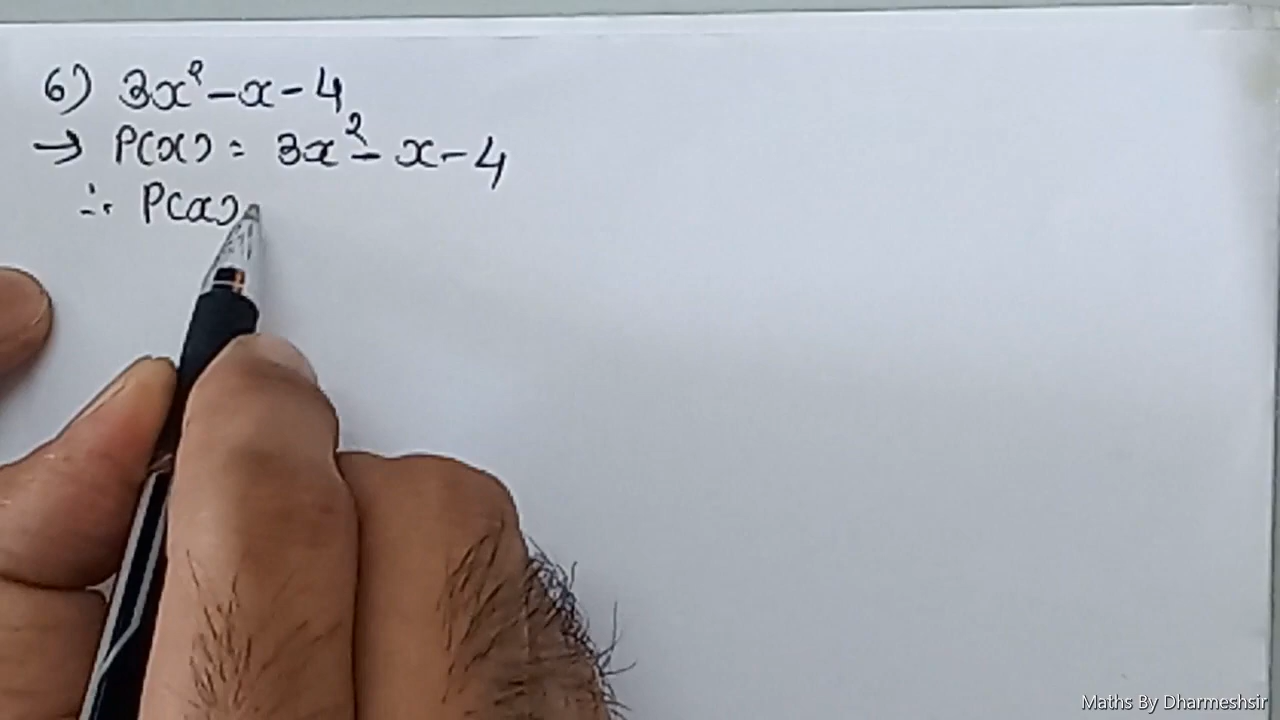 6) 3x² - x - 4
→ P(x) = 3x² - x - 4
∴ P(x)
Maths By Dharmeshsir